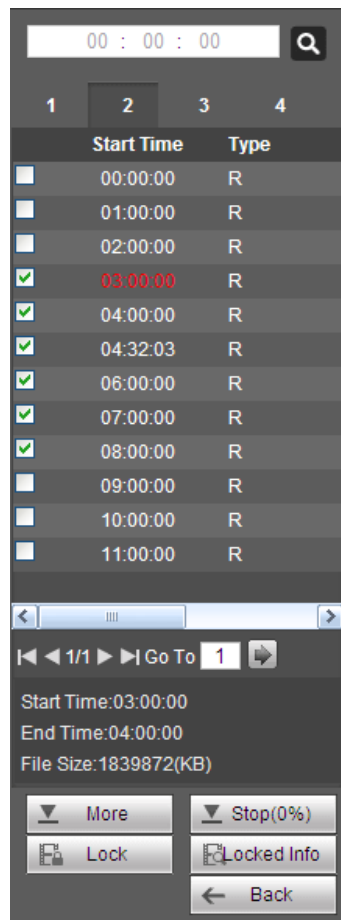 00 : 00 : 00
1 2 3 4
Start Time Type
00:00:00 R
01:00:00 R
02:00:00 R
03:00:00 R
04:00:00 R
04:32:03 R
06:00:00 R
07:00:00 R
08:00:00 R
09:00:00 R
10:00:00 R
11:00:00 R
1/1 Go To 1
Start Time:03:00:00
End Time:04:00:00
File Size:1839872(KB)
More Stop(0%)
Lock Locked Info
Back